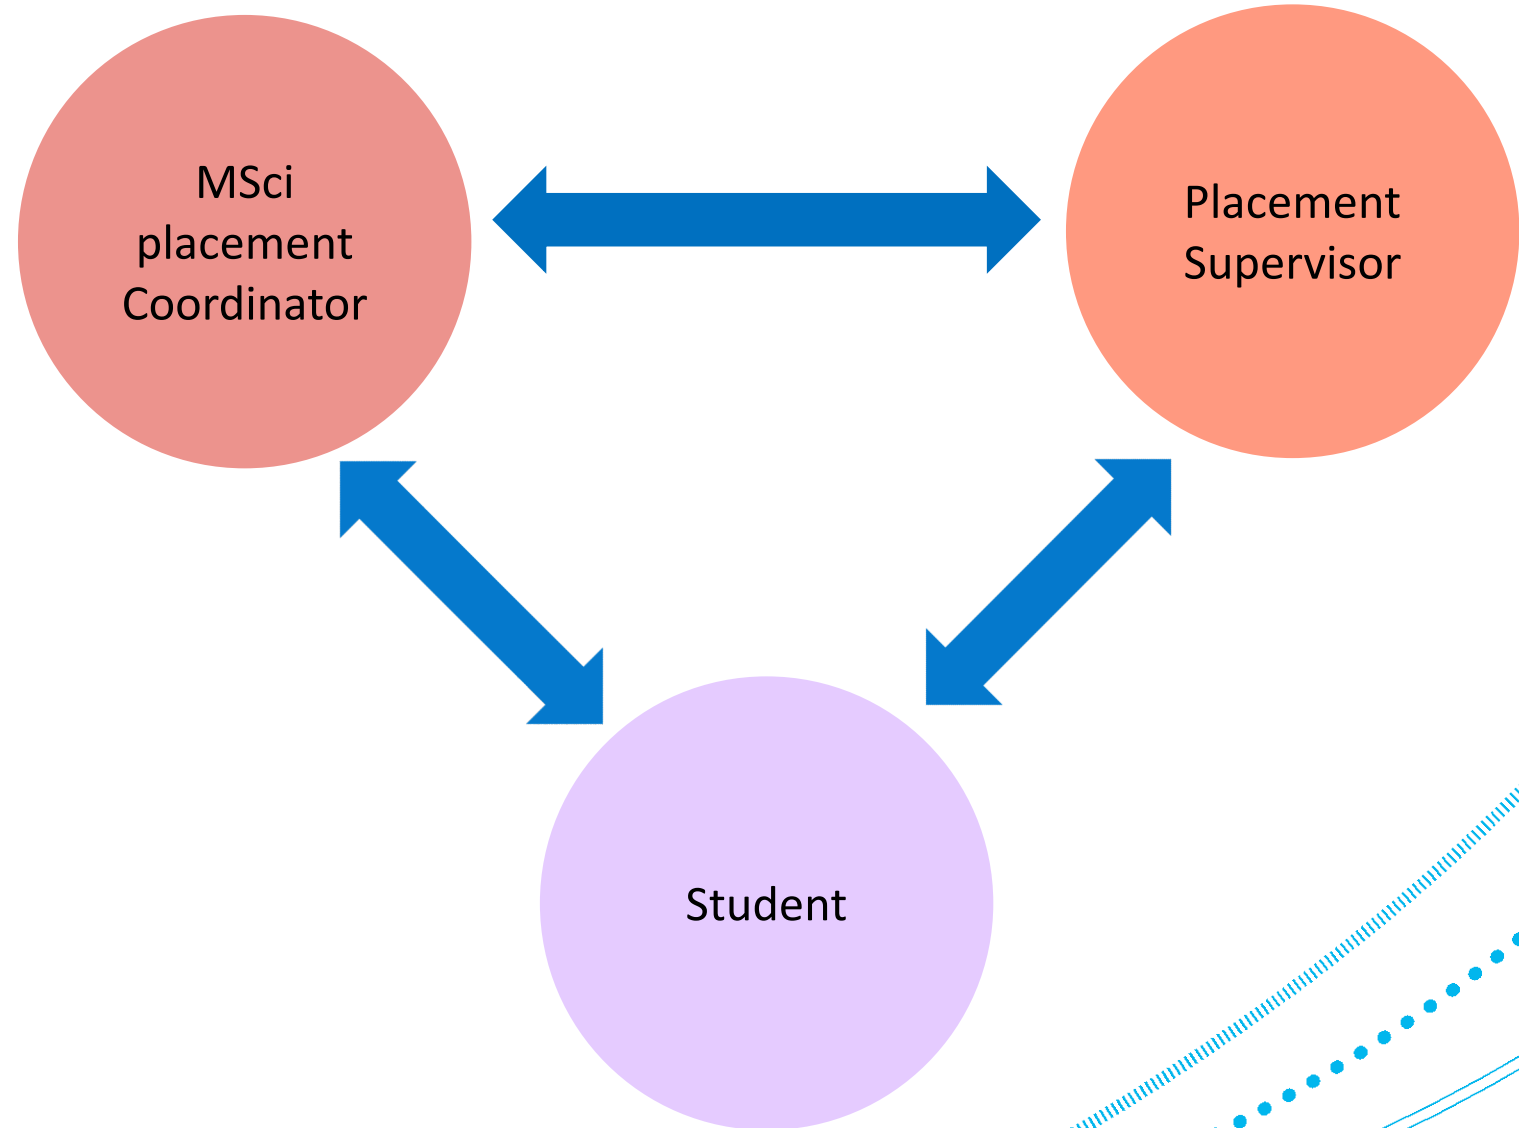 MSci
placement
Coordinator
Placement
Supervisor
Student